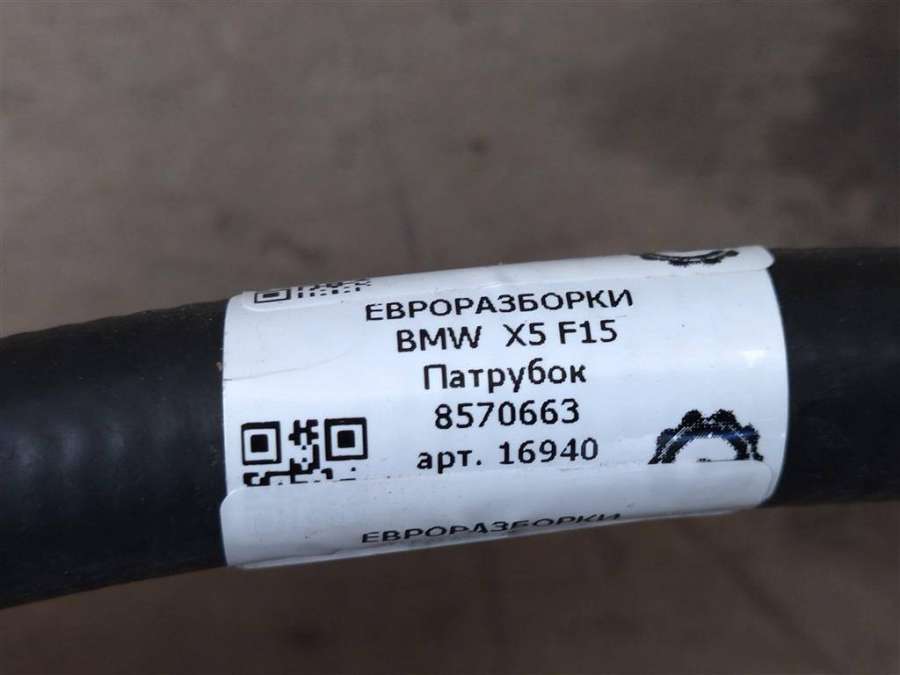 ЕВРОРАЗБОРКИ
BMW X5 F15
Патрубок
8570663
арт. 16940
ЕВРОРАЗБОРКИ